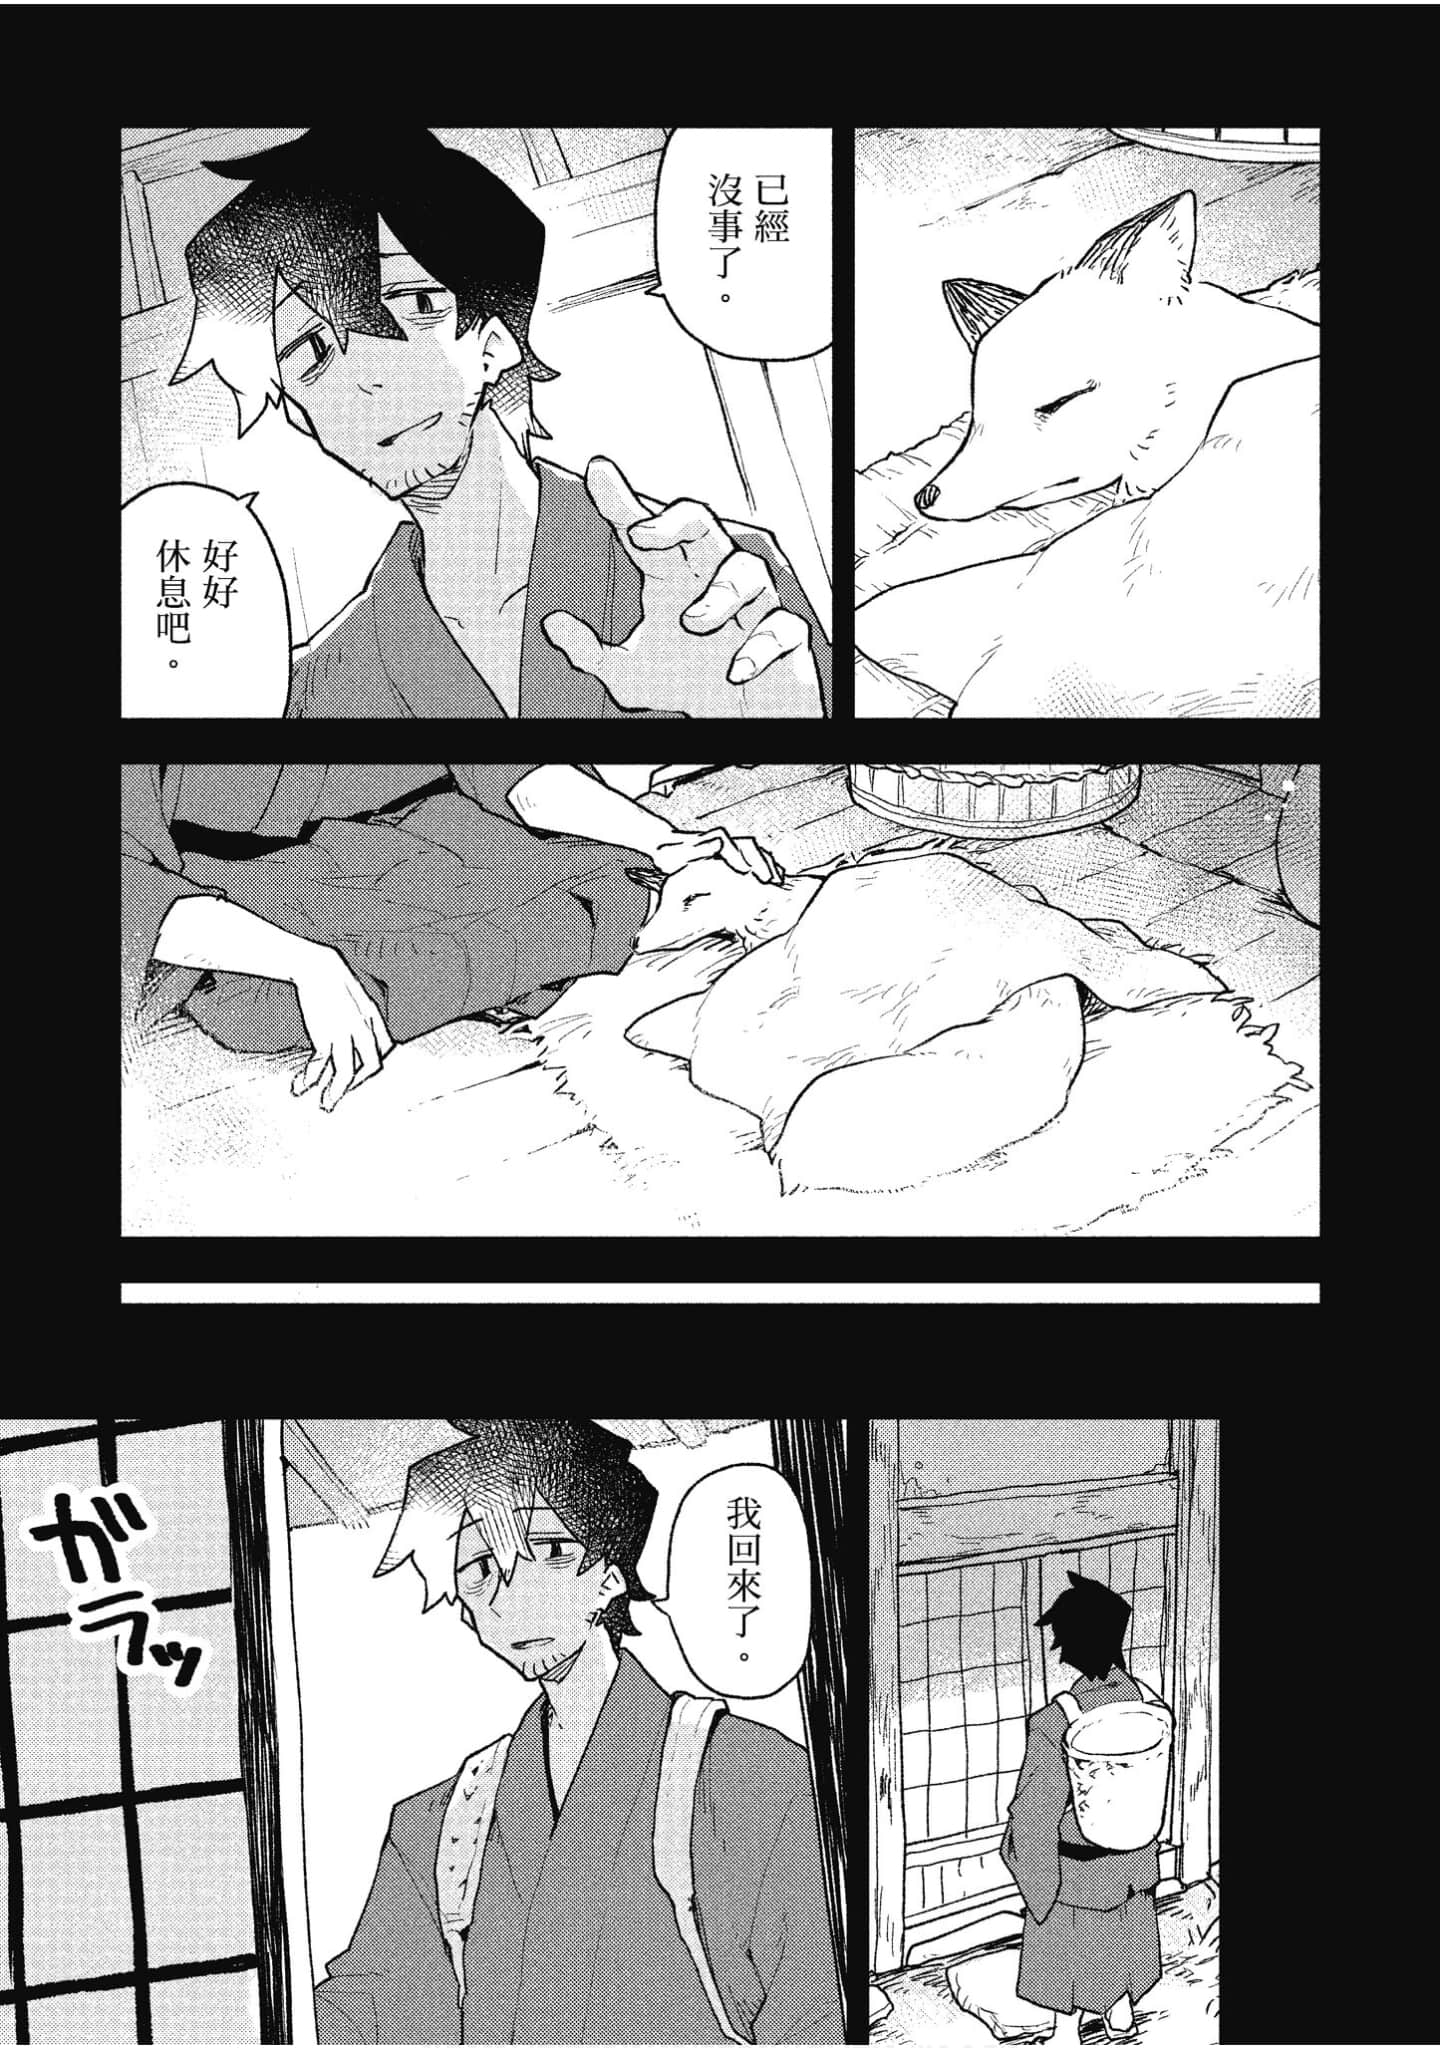 已經
沒事了。
好好
休息吧。
我回來了。
ガラッ